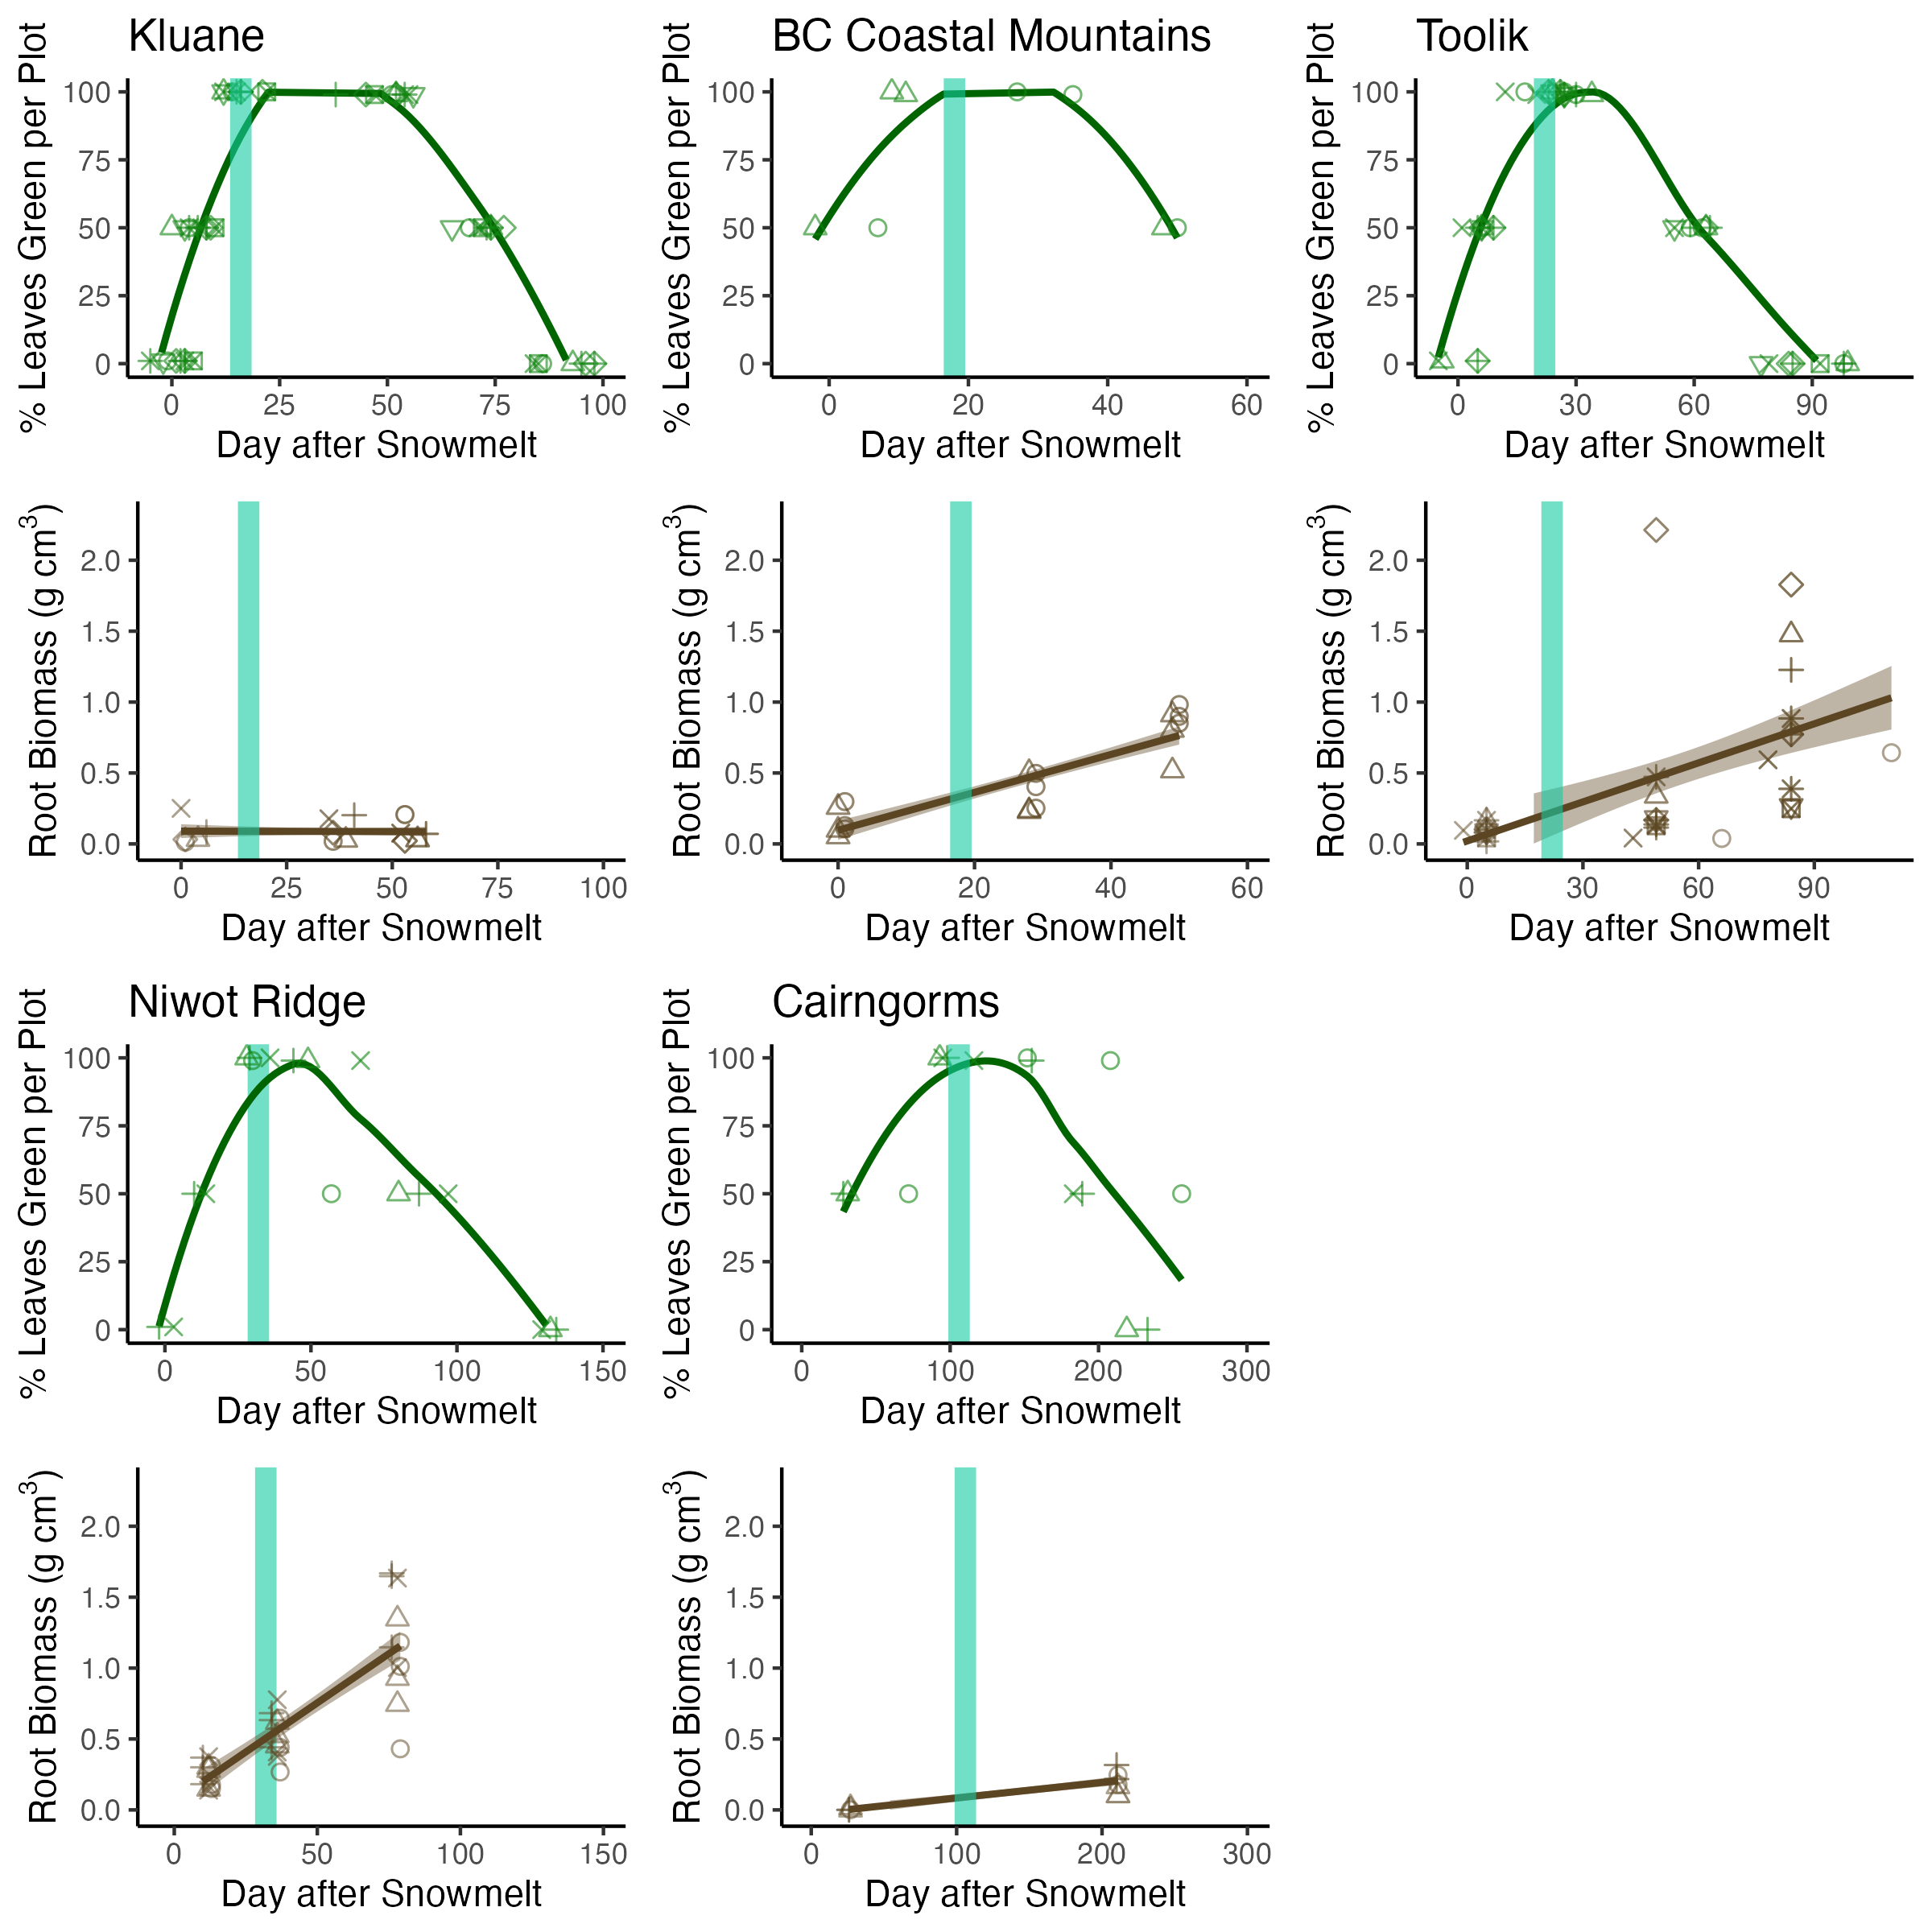 Kluane
% Leaves Green per Plot
100
75
50
25
0
0 25 50 75 100
Day after Snowmelt
BC Coastal Mountains
% Leaves Green per Plot
100
75
50
25
0
0 20 40 60
Day after Snowmelt
Toolik
% Leaves Green per Plot
100
75
50
25
0
0 30 60 90
Day after Snowmelt
Root Biomass (g cm³)
2.0
1.5
1.0
0.5
0.0
0 25 50 75 100
Day after Snowmelt
Root Biomass (g cm³)
2.0
1.5
1.0
0.5
0.0
0 20 40 60
Day after Snowmelt
Root Biomass (g cm³)
2.0
1.5
1.0
0.5
0.0
0 30 60 90
Day after Snowmelt
Niwot Ridge
% Leaves Green per Plot
100
75
50
25
0
0 50 100 150
Day after Snowmelt
Cairngorms
% Leaves Green per Plot
100
75
50
25
0
0 100 200 300
Day after Snowmelt
Root Biomass (g cm³)
2.0
1.5
1.0
0.5
0.0
0 50 100 150
Day after Snowmelt
Root Biomass (g cm³)
2.0
1.5
1.0
0.5
0.0
0 100 200 300
Day after Snowmelt